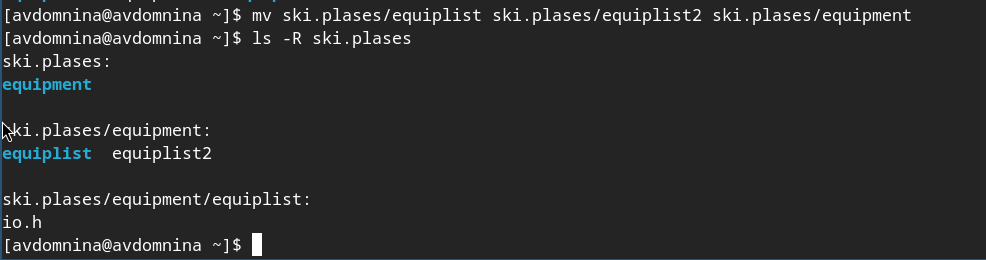 [avdomnina@avdomnina ~]$ mv ski.plases/equiplist ski.plases/equiplist2 ski.plases/equipment
[avdomnina@avdomnina ~]$ ls -R ski.plases
ski.plases:
equipment
ski.plases/equipment:
equiplist  equiplist2
ski.plases/equipment/equiplist:
io.h
[avdomnina@avdomnina ~]$